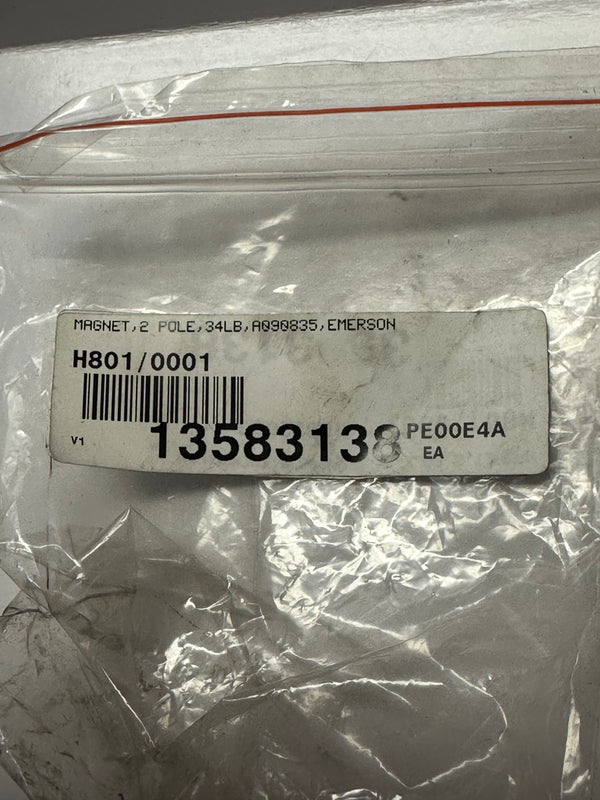 MAGNET,2 POLE,34LB,A090835,EMERSON
H801/0001
V1 13583138 PE00E4A
EA